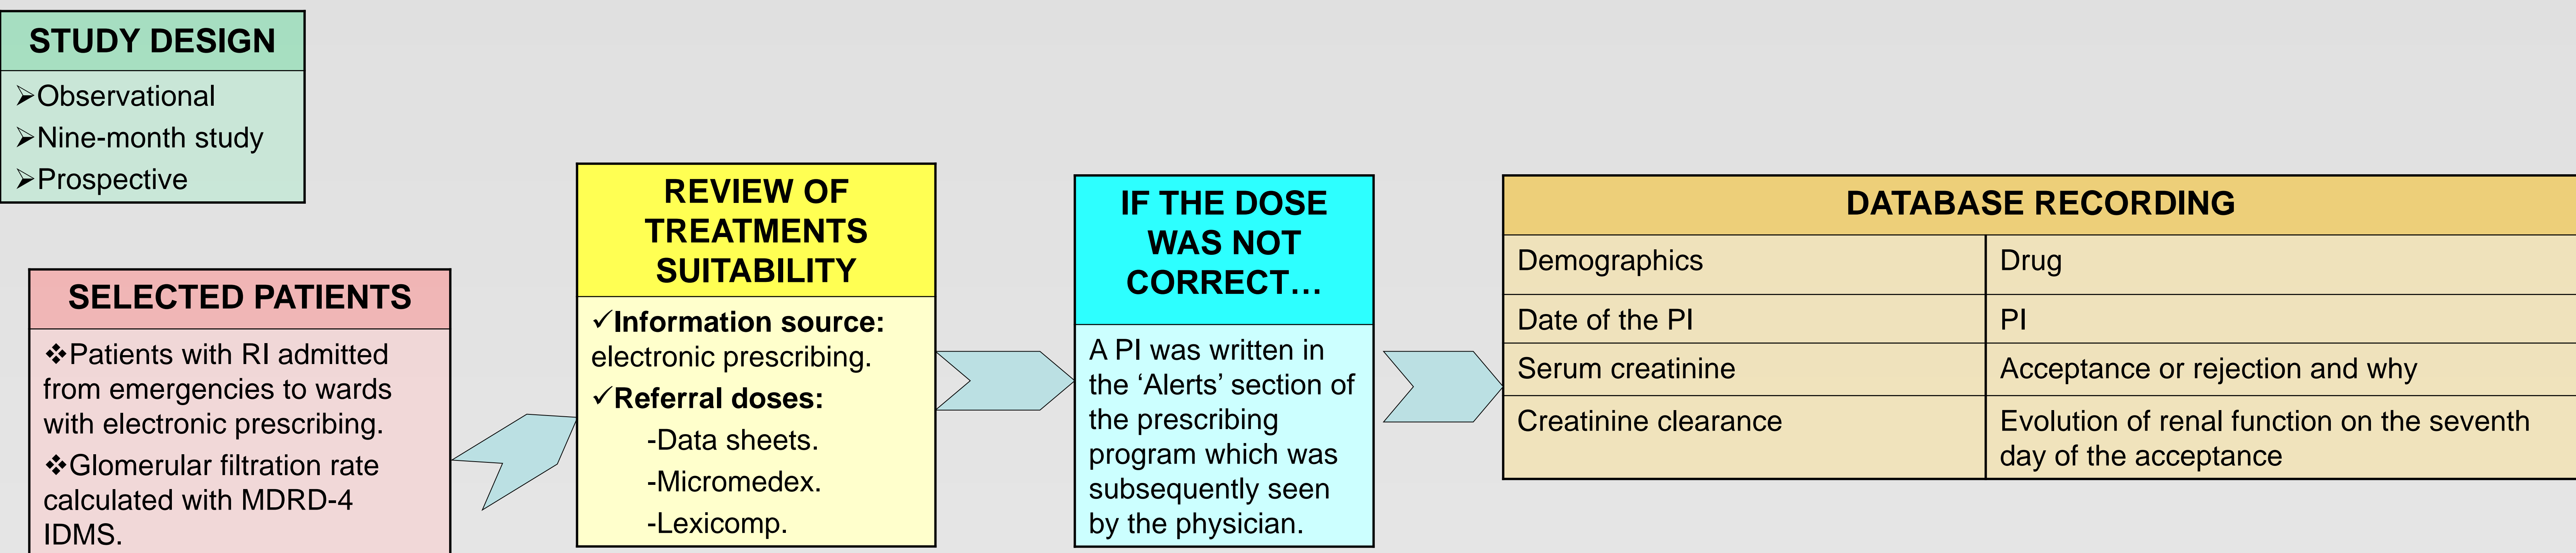 STUDY DESIGN
➢Observational
➢Nine-month study
➢Prospective
SELECTED PATIENTS
❖Patients with RI admitted
from emergencies to wards
with electronic prescribing.
❖Glomerular filtration rate
calculated with MDRD-4
IDMS.
REVIEW OF
TREATMENTS
SUITABILITY
✓Information source:
electronic prescribing.
✓Referral doses:
-Data sheets.
-Micromedex.
-Lexicomp.
IF THE DOSE
WAS NOT
CORRECT…
A PI was written in
the ‘Alerts’ section of
the prescribing
program which was
subsequently seen
by the physician.
DATABASE RECORDING
Demographics
Drug
Date of the PI
PI
Serum creatinine
Acceptance or rejection and why
Creatinine clearance
Evolution of renal function on the seventh
day of the acceptance